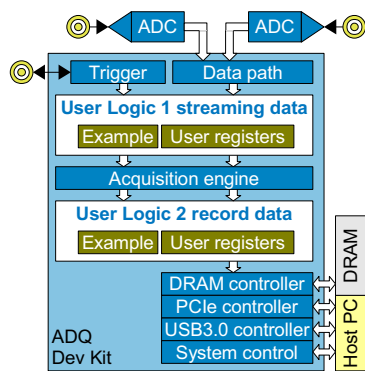 ADC
ADC
Trigger
Data path
User Logic 1 streaming data
Example
User registers
Acquisition engine
User Logic 2 record data
Example
User registers
DRAM controller
PCIe controller
USB3.0 controller
System control
ADQ
Dev Kit
DRAM
Host PC